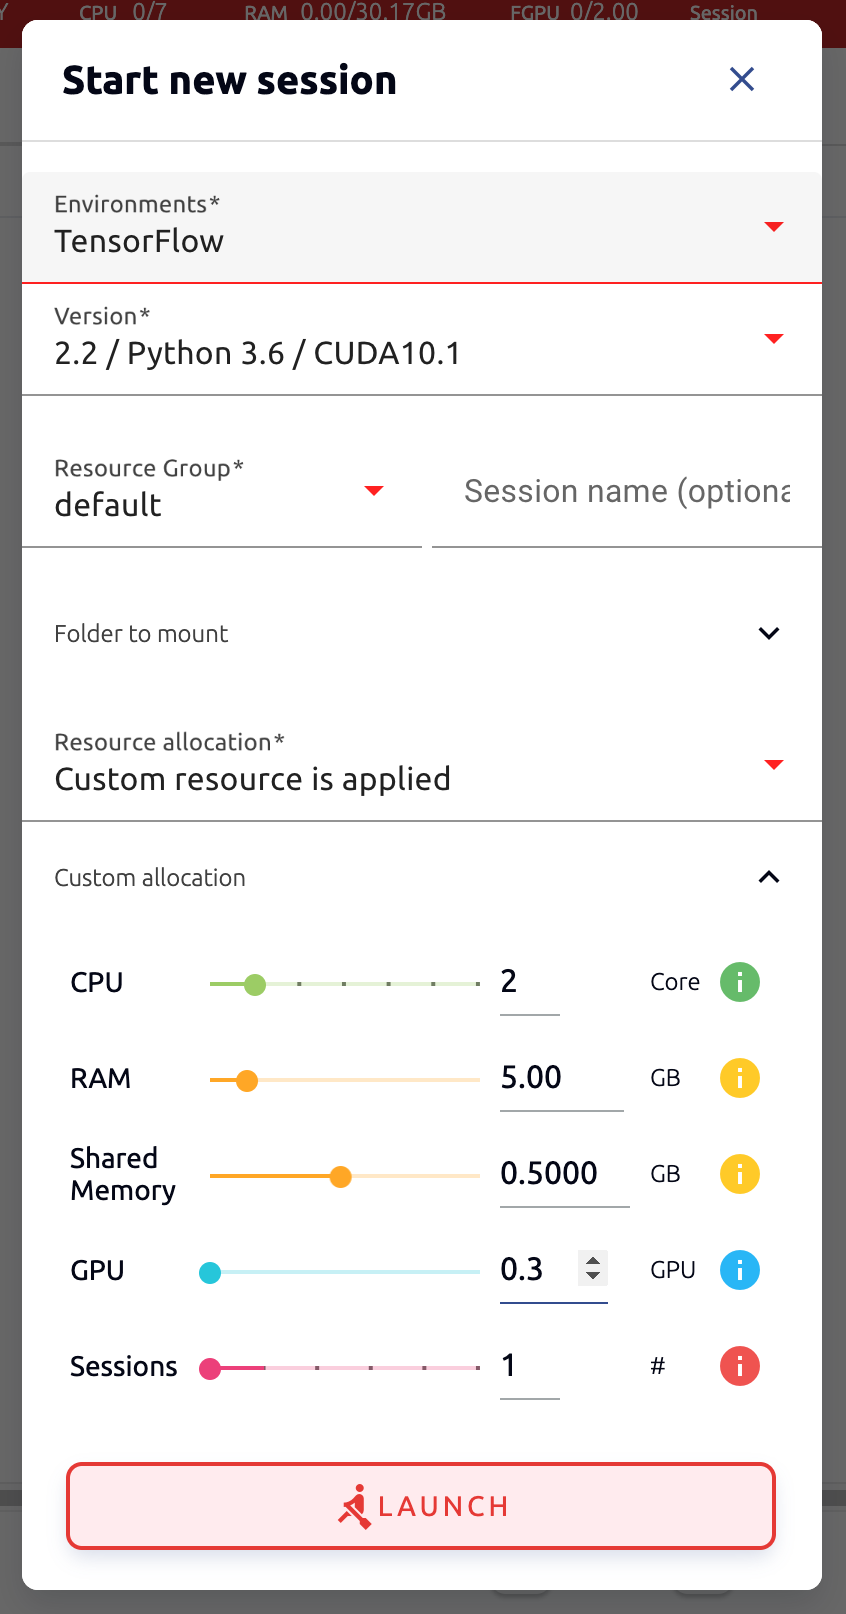 Y CPU 0/7 RAM 0.00/30.17GB FGPU 0/2.00 Session
Start new session
Environments*
TensorFlow
Version*
2.2 / Python 3.6 / CUDA10.1
Resource Group*
default
Session name (optiona
Folder to mount
Resource allocation*
Custom resource is applied
Custom allocation
CPU 2 Core i
RAM 5.00 GB i
Shared
Memory 0.5000 GB i
GPU 0.3 GPU i
Sessions 1 # i
LAUNCH